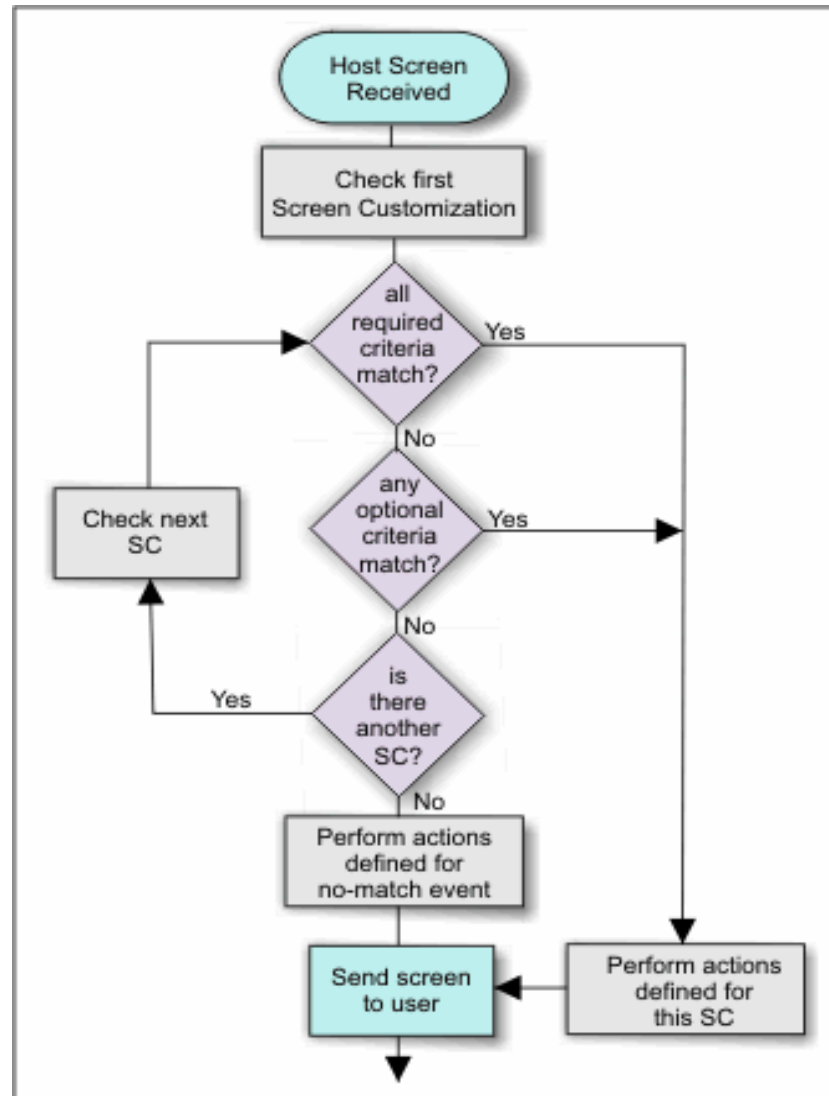 Host Screen
Received
Check first
Screen Customization
all
required
criteria
match?
Yes
No
any
optional
criteria
match?
Yes
Check next
SC
No
is
there
another
SC?
Yes
No
Perform actions
defined for
no-match event
Send screen
to user
Perform actions
defined for
this SC